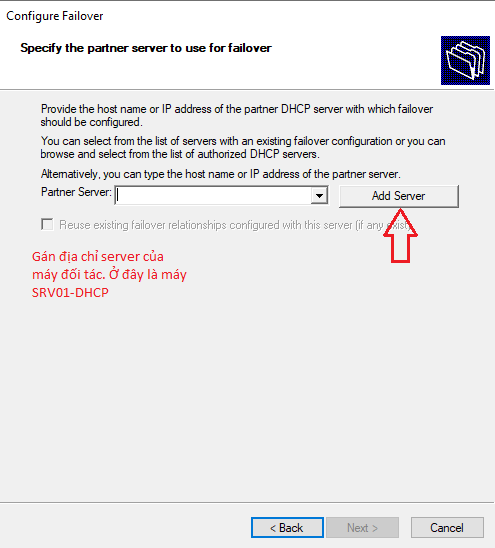 Configure Failover
Specify the partner server to use for failover
Provide the host name or IP address of the partner DHCP server with which failover
should be configured.
You can select from the list of servers with an existing failover configuration or you can
browse and select from the list of authorized DHCP servers.
Alternatively, you can type the host name or IP address of the partner server.
Partner Server:
Add Server
Reuse existing failover relationships configured with this server (if any exist).
Gán địa chỉ server của
máy đối tác. Ở đây là máy
SRV01-DHCP
< Back
Next >
Cancel